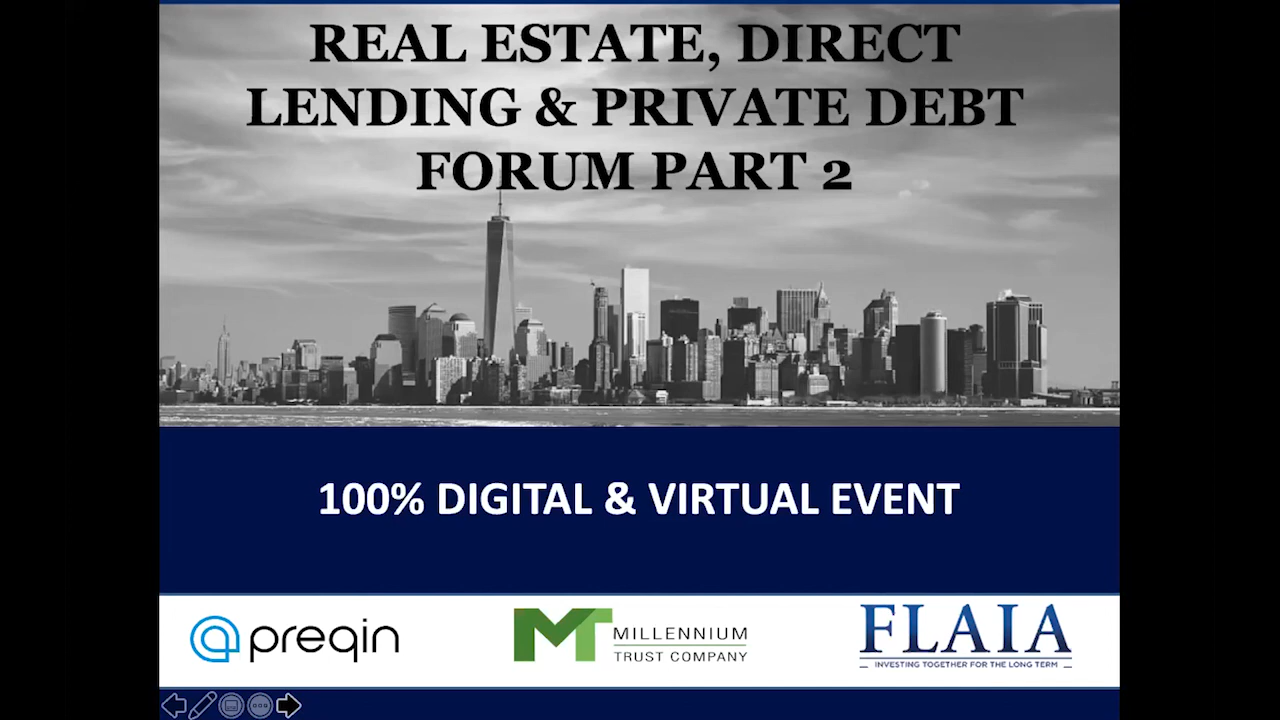 REAL ESTATE, DIRECT
LENDING & PRIVATE DEBT
FORUM PART 2
100% DIGITAL & VIRTUAL EVENT
preqin
MT MILLENNIUM
TRUST COMPANY
FLAIA
INVESTING TOGETHER FOR THE LONG TERM